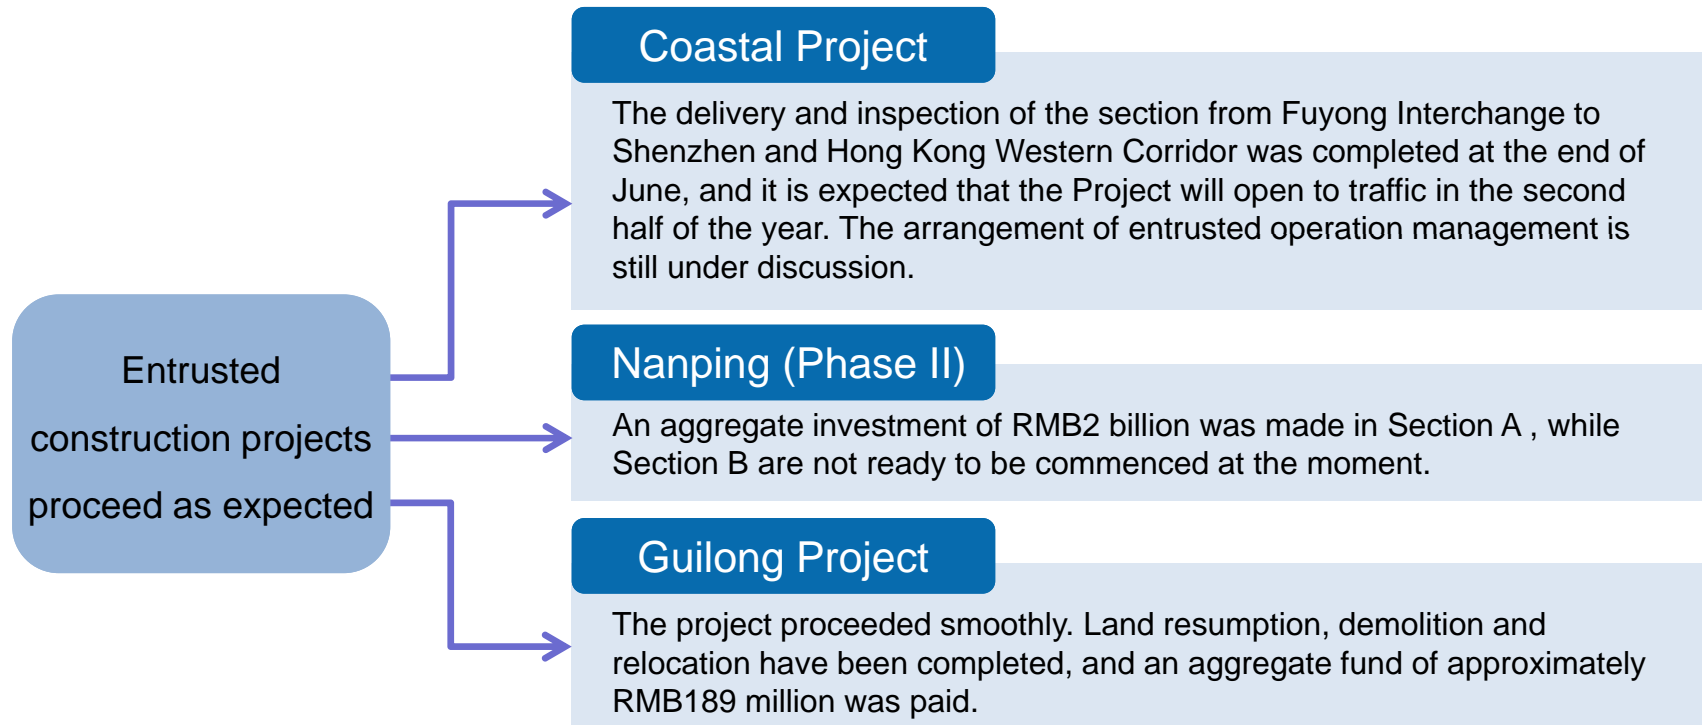 Coastal Project
The delivery and inspection of the section from Fuyong Interchange to
Shenzhen and Hong Kong Western Corridor was completed at the end of
June, and it is expected that the Project will open to traffic in the second
half of the year. The arrangement of entrusted operation management is
still under discussion.
Entrusted
construction projects
proceed as expected
Nanping (Phase II)
An aggregate investment of RMB2 billion was made in Section A , while
Section B are not ready to be commenced at the moment.
Guilong Project
The project proceeded smoothly. Land resumption, demolition and
relocation have been completed, and an aggregate fund of approximately
RMB189 million was paid.